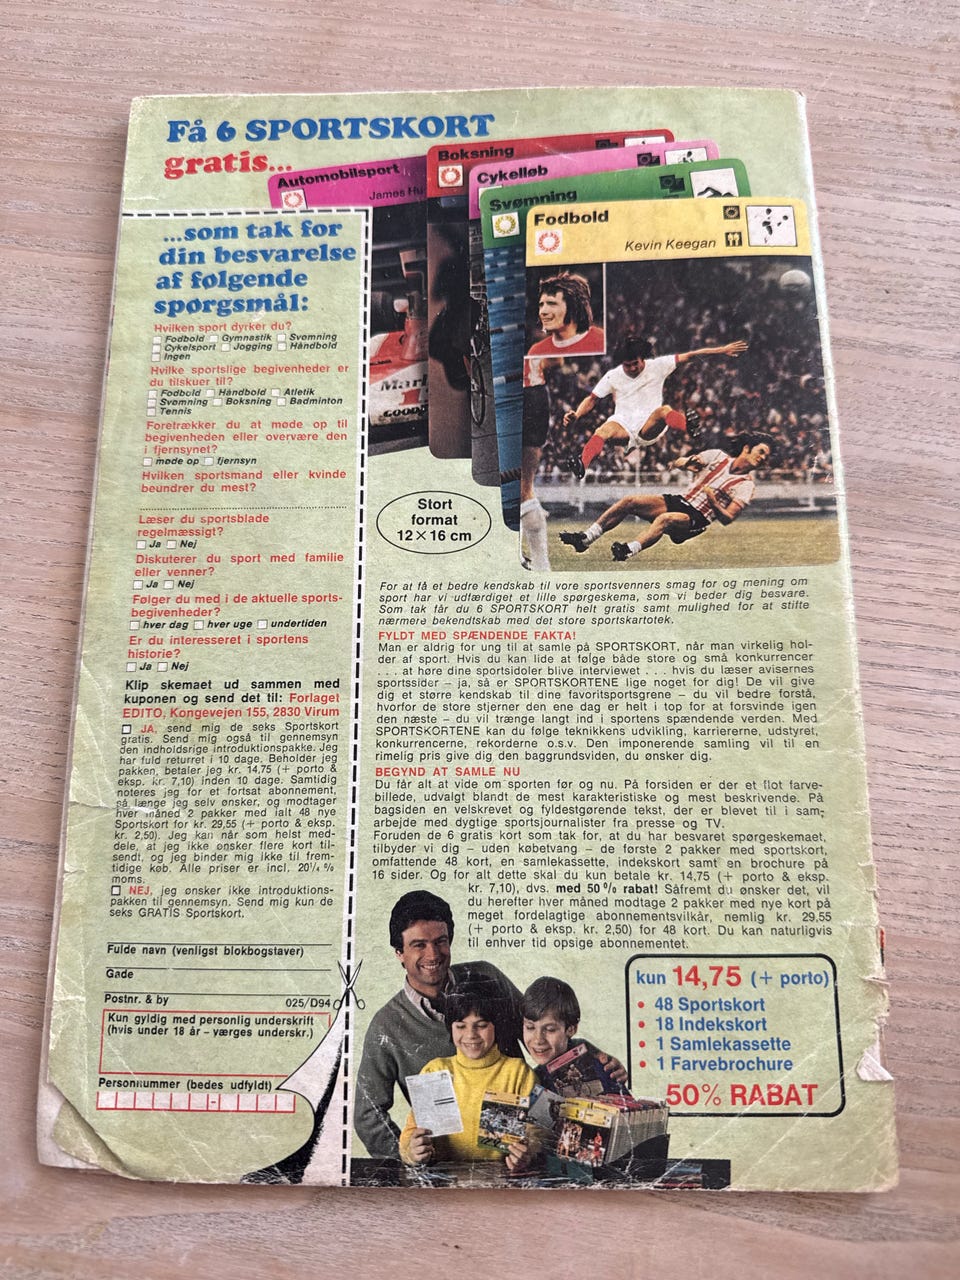 Få 6 SPORTSKORT
gratis...
Automobilsport
James Hu
Boksning
Cykelløb
Svømning
Fodbold
Kevin Keegan
Marl
GOOD
...som tak for
din besvarelse
af følgende
spørgsmål:
Hvilken sport dyrker du?
Fodbold Gymnastik Svømning
Cykelsport Jogging Håndbold
Ingen
Hvilke sportslige begivenheder er
du tilskuer til?
Fodbold Håndbold Atletik
Svømning Boksning Badminton
Tennis
Foretrækker du at møde op til
begivenheden eller overvære den
i fjernsynet?
møde op fjernsyn
Hvilken sportsmand eller kvinde
beundrer du mest?
Læser du sportsblade
regelmæssigt?
Ja Nej
Diskuterer du sport med familie
eller venner?
Ja Nej
Følger du med i de aktuelle sports-
begivenheder?
hver dag hver uge undertiden
Er du interesseret i sportens
historie?
Ja Nej
Klip skemaet ud sammen med
kuponen og send det til: Forlaget
EDITO, Kongevejen 155, 2830 Virum
JA, send mig de seks Sportskort
gratis. Send mig også til gennemsyn
den indholdsrige introduktionspakke. Jeg
har fuld returret i 10 dage. Beholder jeg
pakken, betaler jeg kr. 14,75 (+ porto &
eksp. kr. 7,10) inden 10 dage. Samtidig
noteres jeg for et fortsat abonnement,
så længe jeg selv ønsker, og modtager
hver måned 2 pakker med ialt 48 nye
Sportskort for kr. 29,55 (+ porto & eksp.
kr. 2,50). Jeg kan når som helst med-
dele, at jeg ikke ønsker flere kort til-
sendt, og jeg binder mig ikke til frem-
tidige køb. Alle priser er incl. 20¼ %
moms.
NEJ, jeg ønsker ikke introduktions-
pakken til gennemsyn. Send mig kun de
seks GRATIS Sportskort.
Fulde navn (venligst blokbogstaver)
Gade
Postnr. & by 025/D94
Kun gyldig med personlig underskrift
(hvis under 18 år – værges underskr.)
Personnummer (bedes udfyldt)
Stort
format
12 × 16 cm
For at få et bedre kendskab til vore sportsvenners smag for og mening om
sport har vi udfærdiget et lille spørgeskema, som vi beder dig besvare.
Som tak får du 6 SPORTSKORT helt gratis samt mulighed for at stifte
nærmere bekendtskab med det store sportskartotek.
FYLDT MED SPÆNDENDE FAKTA!
Man er aldrig for ung til at samle på SPORTSKORT, når man virkelig hol-
der af sport. Hvis du kan lide at følge både store og små konkurrencer
. . . . at høre dine sportsidoler blive interviewet . . . . hvis du læser avisernes
sportssider – ja, så er SPORTSKORTENE lige noget for dig! De vil give
dig et større kendskab til dine favoritsportsgrene – du vil bedre forstå,
hvorfor de store stjerner den ene dag er helt i top for at forsvinde igen
den næste – du vil trænge langt ind i sportens spændende verden. Med
SPORTSKORTENE kan du følge teknikkens udvikling, karriererne, udstyret,
konkurrencerne, rekorderne o.s.v. Den imponerende samling vil til en
rimelig pris give dig den baggrundsviden, du ønsker dig.
BEGYND AT SAMLE NU
Du får alt at vide om sporten før og nu. På forsiden er der et flot farve-
billede, udvalgt blandt de mest karakteristiske og mest beskrivende. På
bagsiden en velskrevet og fyldestgørende tekst, der er blevet til i sam-
arbejde med dygtige sportsjournalister fra presse og TV.
Foruden de 6 gratis kort som tak for, at du har besvaret spørgeskemaet,
tilbyder vi dig – uden købetvang – de første 2 pakker med sportskort,
omfattende 48 kort, en samlekassette, indekskort samt en brochure på
16 sider. Og for alt dette skal du kun betale kr. 14,75 (+ porto & eksp.
kr. 7,10), dvs. med 50% rabat! Såfremt du ønsker det, vil
du herefter hver måned modtage 2 pakker med nye kort på
meget fordelagtige abonnementsvilkår, nemlig kr. 29,55
(+ porto & eksp. kr. 2,50) for 48 kort. Du kan naturligvis
til enhver tid opsige abonnementet.
kun 14,75 (+ porto)
• 48 Sportskort
• 18 Indekskort
• 1 Samlekassette
• 1 Farvebrochure
50% RABAT